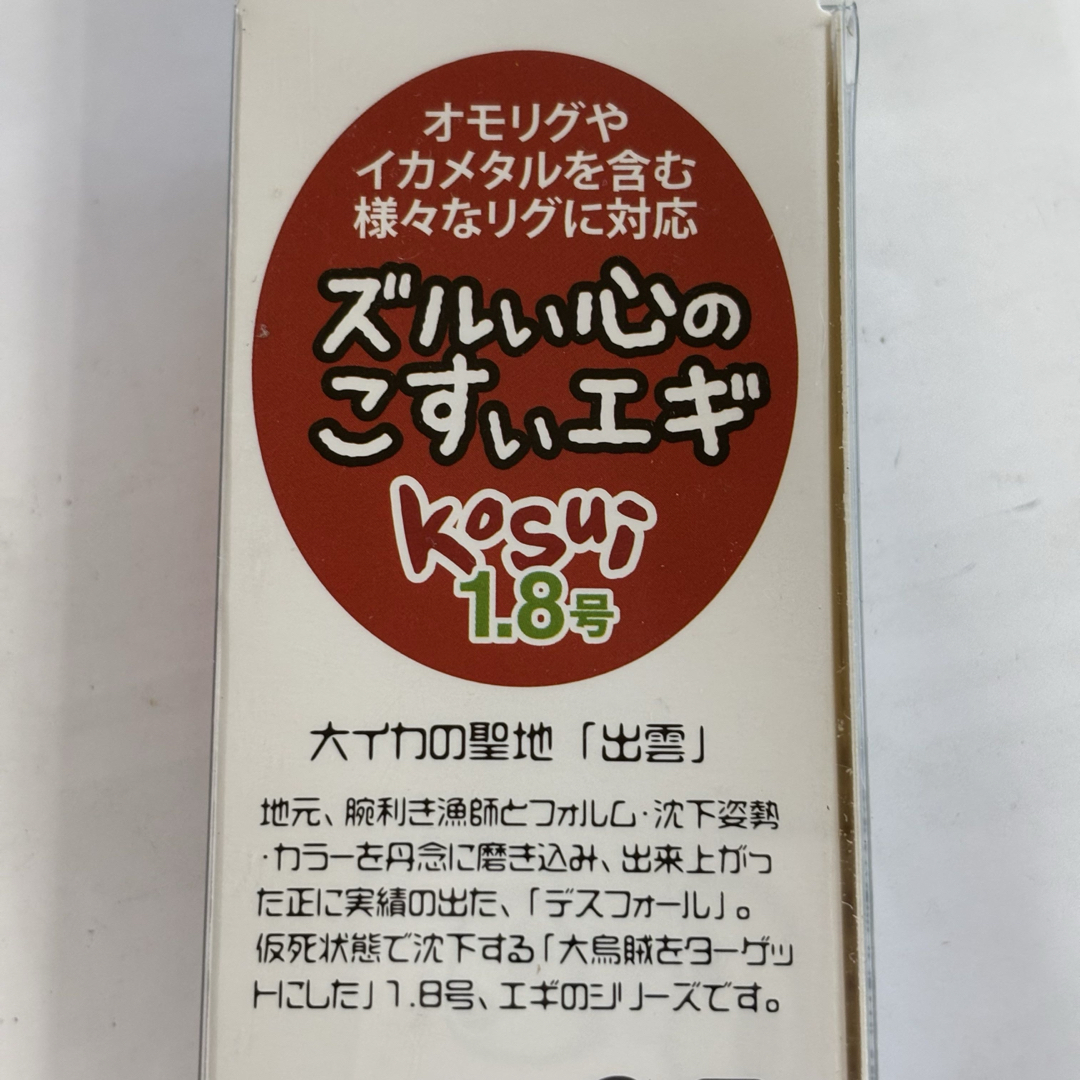 オモリグや
イカメタルを含む
様々なリグに対応
ズルい心の
こすいエギ
kosui
1.8号
大イカの聖地「出雲」
地元、腕利き漁師とフォルム・沈下姿勢
・カラーを丹念に磨き込み、出来上がっ
た正に実績の出た、「デスフォール」。
仮死状態で沈下する「大烏賊をターゲッ
トにした」1.8号、エギのシリーズです。